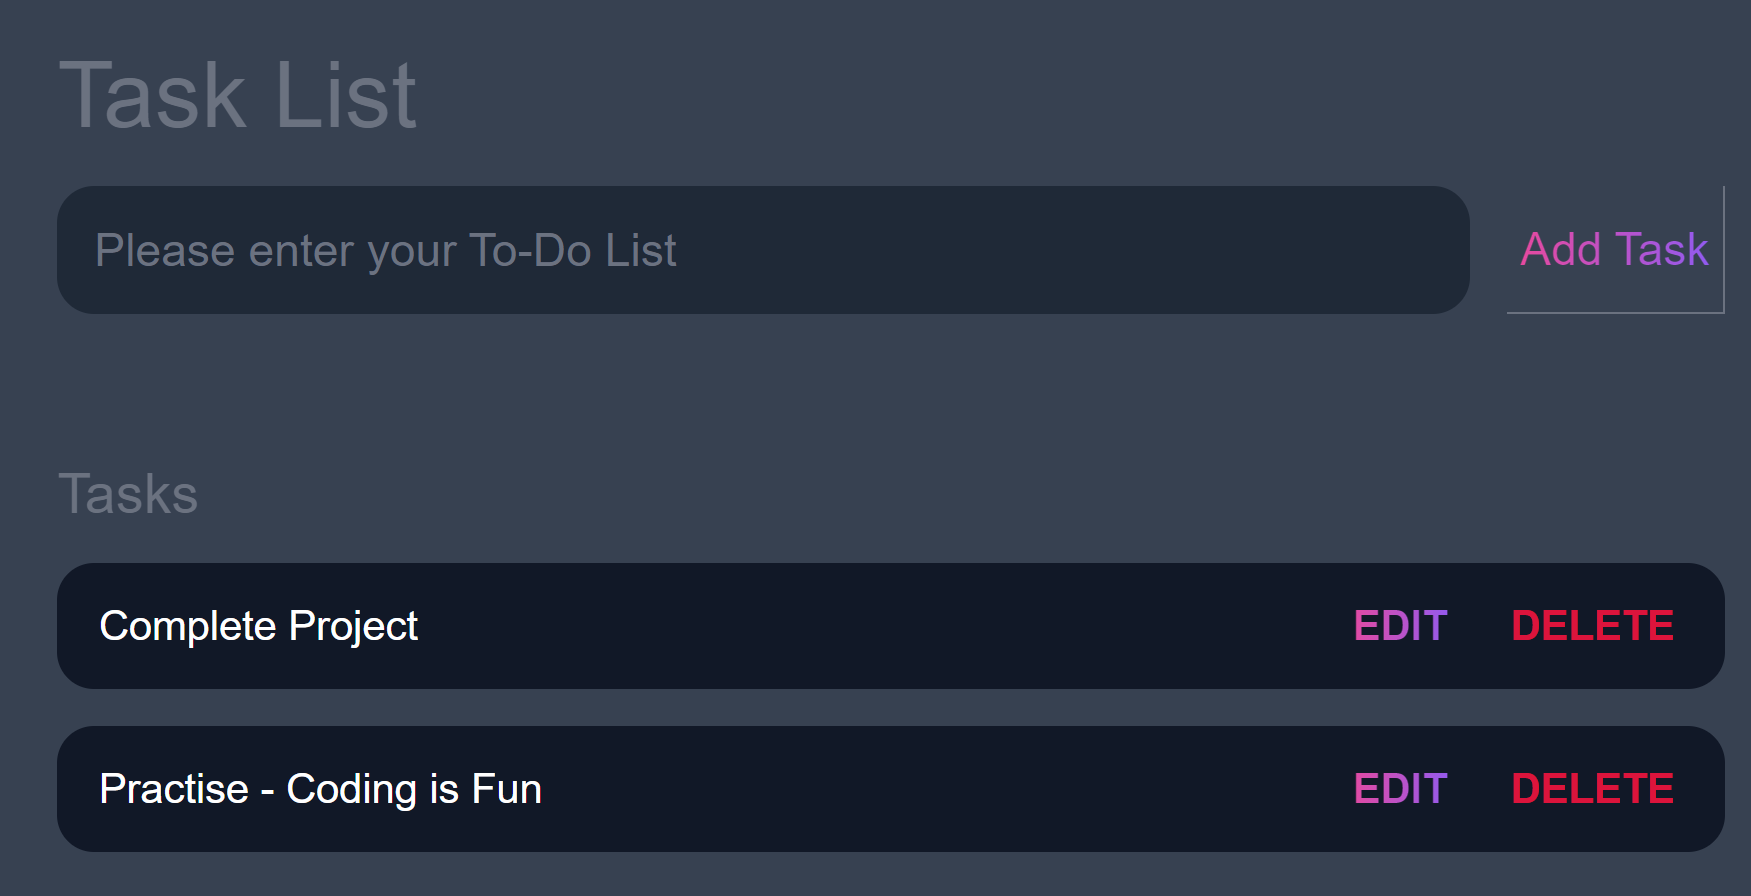 Task List
Please enter your To-Do List
Add Task
Tasks
Complete Project EDIT DELETE
Practise - Coding is Fun EDIT DELETE